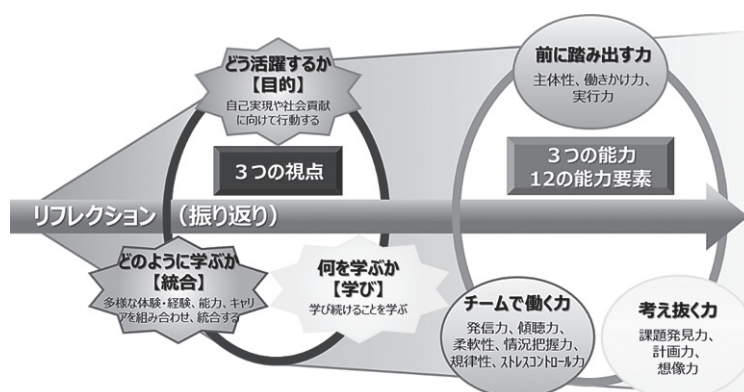 どう活躍するか
【目的】
自己実現や社会貢献
に向けて行動する
3つの視点
リフレクション (振り返り)
どのように学ぶか
【統合】
多様な体験・経験、能力、キャリ
アを組み合わせ、統合する
何を学ぶか
【学び】
学び続けることを学ぶ
前に踏み出す力
主体性、働きかけ力、
実行力
3つの能力
12の能力要素
チームで働く力
発信力、傾聴力、
柔軟性、情況把握力、
規律性、ストレスコントロール力
考え抜く力
課題発見力、
計画力、
想像力